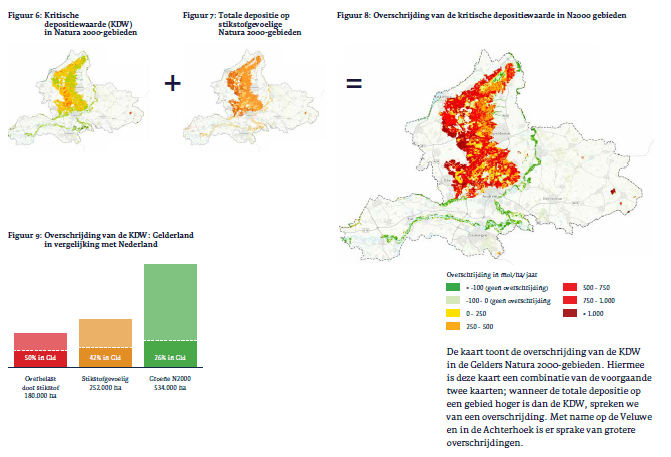 Figuur 6: Kritische
depositiewaarde (KDW)
in Natura 2000-gebieden
Figuur 7: Totale depositie op
stikstofgevoelige
Natura 2000-gebieden
Figuur 8: Overschrijding van de kritische depositiewaarde in N2000 gebieden
+
=
Figuur 9: Overschrijding van de KDW: Gelderland
in vergelijking met Nederland
50% in Gld
42% in Gld
26% in Gld
Overbelast
door stikstof
180.000 ha
Stikstofgevoelig
252.000 ha
Groene N2000
534.000 ha
Overschrijding in mol/ha/jaar
< -100 (geen overschrijding)
-100 - 0 (geen overschrijding
0 - 250
250 - 500
500 - 750
750 - 1.000
> 1.000
De kaart toont de overschrijding van de KDW
in de Gelders Natura 2000-gebieden. Hiermee
is deze kaart een combinatie van de voorgaande
twee kaarten; wanneer de totale depositie op
een gebied hoger is dan de KDW, spreken we
van een overschrijding. Met name op de Veluwe
en in de Achterhoek is er sprake van grotere
overschrijdingen.